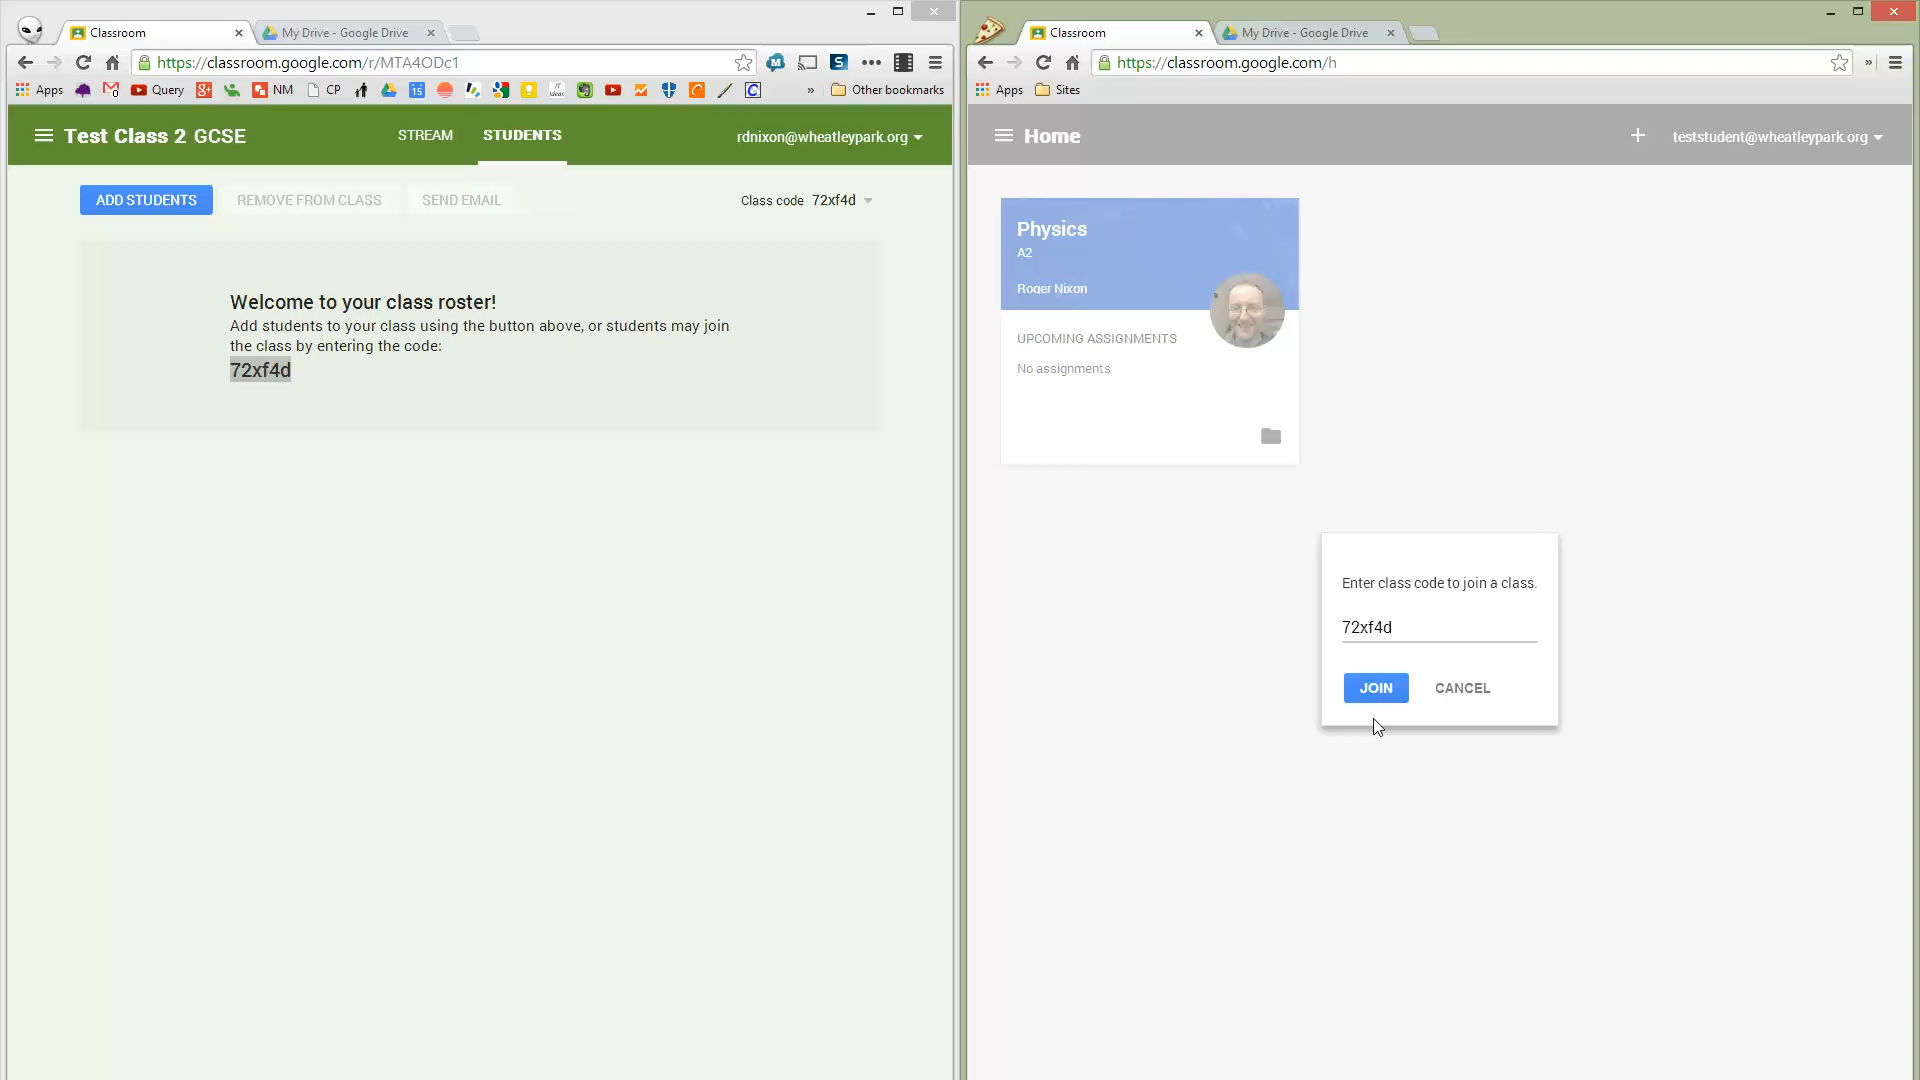 Classroom
My Drive - Google Drive
https://classroom.google.com/r/MTA4ODc1
Apps
Query
NM
CP
Other bookmarks
Test Class 2 GCSE
STREAM
STUDENTS
rdnixon@wheatleypark.org
ADD STUDENTS
REMOVE FROM CLASS
SEND EMAIL
Class code 72xf4d
Welcome to your class roster!
Add students to your class using the button above, or students may join
the class by entering the code:
72xf4d
Classroom
My Drive - Google Drive
https://classroom.google.com/h
Apps
Sites
Home
teststudent@wheatleypark.org
Physics
A2
Roger Nixon
UPCOMING ASSIGNMENTS
No assignments
Enter class code to join a class.
72xf4d
JOIN
CANCEL